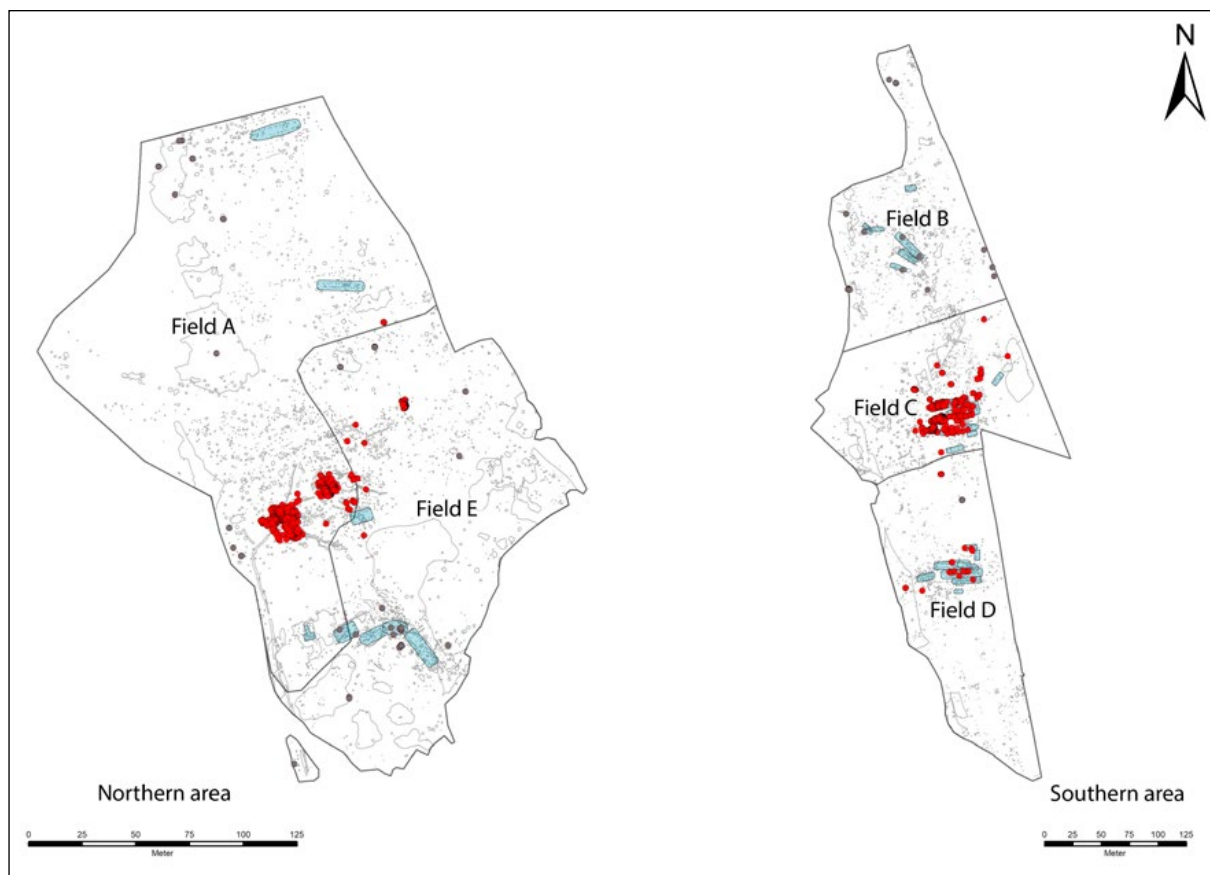 N
Field B
Field A
Field C
Field E
Field D
Northern area
Southern area
0 25 50 75 100 125
Meter
0 25 50 75 100 125
Meter